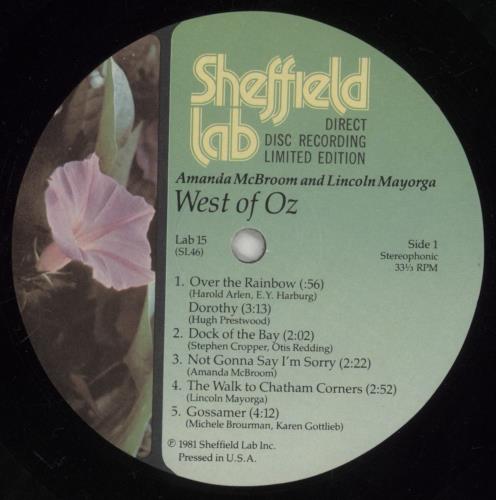 Sheffield
lab
DIRECT
DISC RECORDING
LIMITED EDITION
Amanda McBroom and Lincoln Mayorga
West of Oz
Lab 15
(SL46)
Side 1
Stereophonic
33⅓ RPM
1. Over the Rainbow (:56)
(Harold Arlen, E.Y. Harburg)
Dorothy (3:13)
(Hugh Prestwood)
2. Dock of the Bay (2:02)
(Stephen Cropper, Otis Redding)
3. Not Gonna Say I'm Sorry (2:22)
(Amanda McBroom)
4. The Walk to Chatham Corners (2:52)
(Lincoln Mayorga)
5. Gossamer (4:12)
(Michele Brourman, Karen Gottlieb)
℗ 1981 Sheffield Lab Inc.
Pressed in U.S.A.